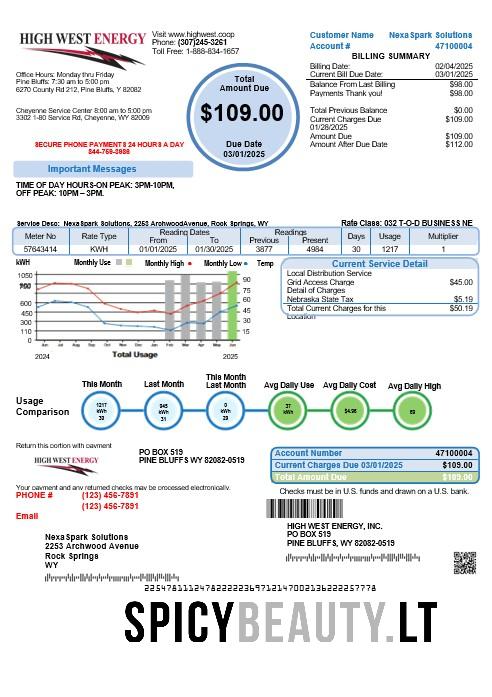 HIGH WEST ENERGY
Visit www.highwest.coop
Phone: (307)245-3261
Toll Free: 1-888-834-1657
Customer Name NexaSpark Solutions
Account # 47100004
BILLING SUMMARY
Billing Date: 02/04/2025
Current Bill Due Date: 03/01/2025
Balance From Last Billing $98.00
Payments Thank you! $98.00
Total Previous Balance $0.00
Current Charges Due $109.00
01/28/2025
Amount Due $109.00
Amount After Due Date $112.00
Office Hours: Monday thru Friday
Pine Bluffs: 7:30 am to 5:00 pm
6270 County Rd 212, Pine Bluffs, Y 82082
Cheyenne Service Center 8:00 am to 5:00 pm
3302 1-80 Service Rd, Cheyenne, WY 82009
SECURE PHONE PAYMENTS 24 HOURS A DAY
844-759-3986
Total
Amount Due
$109.00
Due Date
03/01/2025
Important Messages
TIME OF DAY HOURS-ON PEAK: 3PM-10PM,
OFF PEAK: 10PM – 3PM.
Service Desc: NexaSpark Solutions, 2253 ArchwoodAvenue, Rock Springs, WY
Rate Class: 032 T-O-D BUSINESS NE
Meter No Rate Type Reading Dates Readings Days Usage Multiplier
From To Previous Present
57643414 KWH 01/01/2025 01/30/2025 3877 4984 30 1217 1
kWH Monthly Use Monthly High Monthly Low Temp
1050
750
600
450
300
110
0
90
75
60
45
30
15
2024 Total Usage 2025
Current Service Detail
Local Distribution Service
Grid Access Charge $45.00
Detail of Charges
Nebraska State Tax $5.19
Total Current Charges for this $50.19
Location
Usage
Comparison
This Month
1217
kWh
30
Last Month
945
kWh
31
This Month
Last Month
0
kWh
29
Avg Daily Use
37
kWh
Avg Daily Cost
$4.96
Avg Daily High
69
Return this portion with payment
HIGH WEST ENERGY
PO BOX 519
PINE BLUFFS WY 82082-0519
Account Number 47100004
Current Charges Due 03/01/2025 $109.00
Total Amount Due $109.00
Your payment and any returned checks may be processed electronically.
Checks must be in U.S. funds and drawn on a U.S. bank.
PHONE # (123) 456-7891
(123) 456-7891
Email
HIGH WEST ENERGY, INC.
PO BOX 519
PINE BLUFFS, WY 82082-0519
NexaSpark Solutions
2253 Archwood Avenue
Rock Springs
WY
SPICYBEAUTY.LT